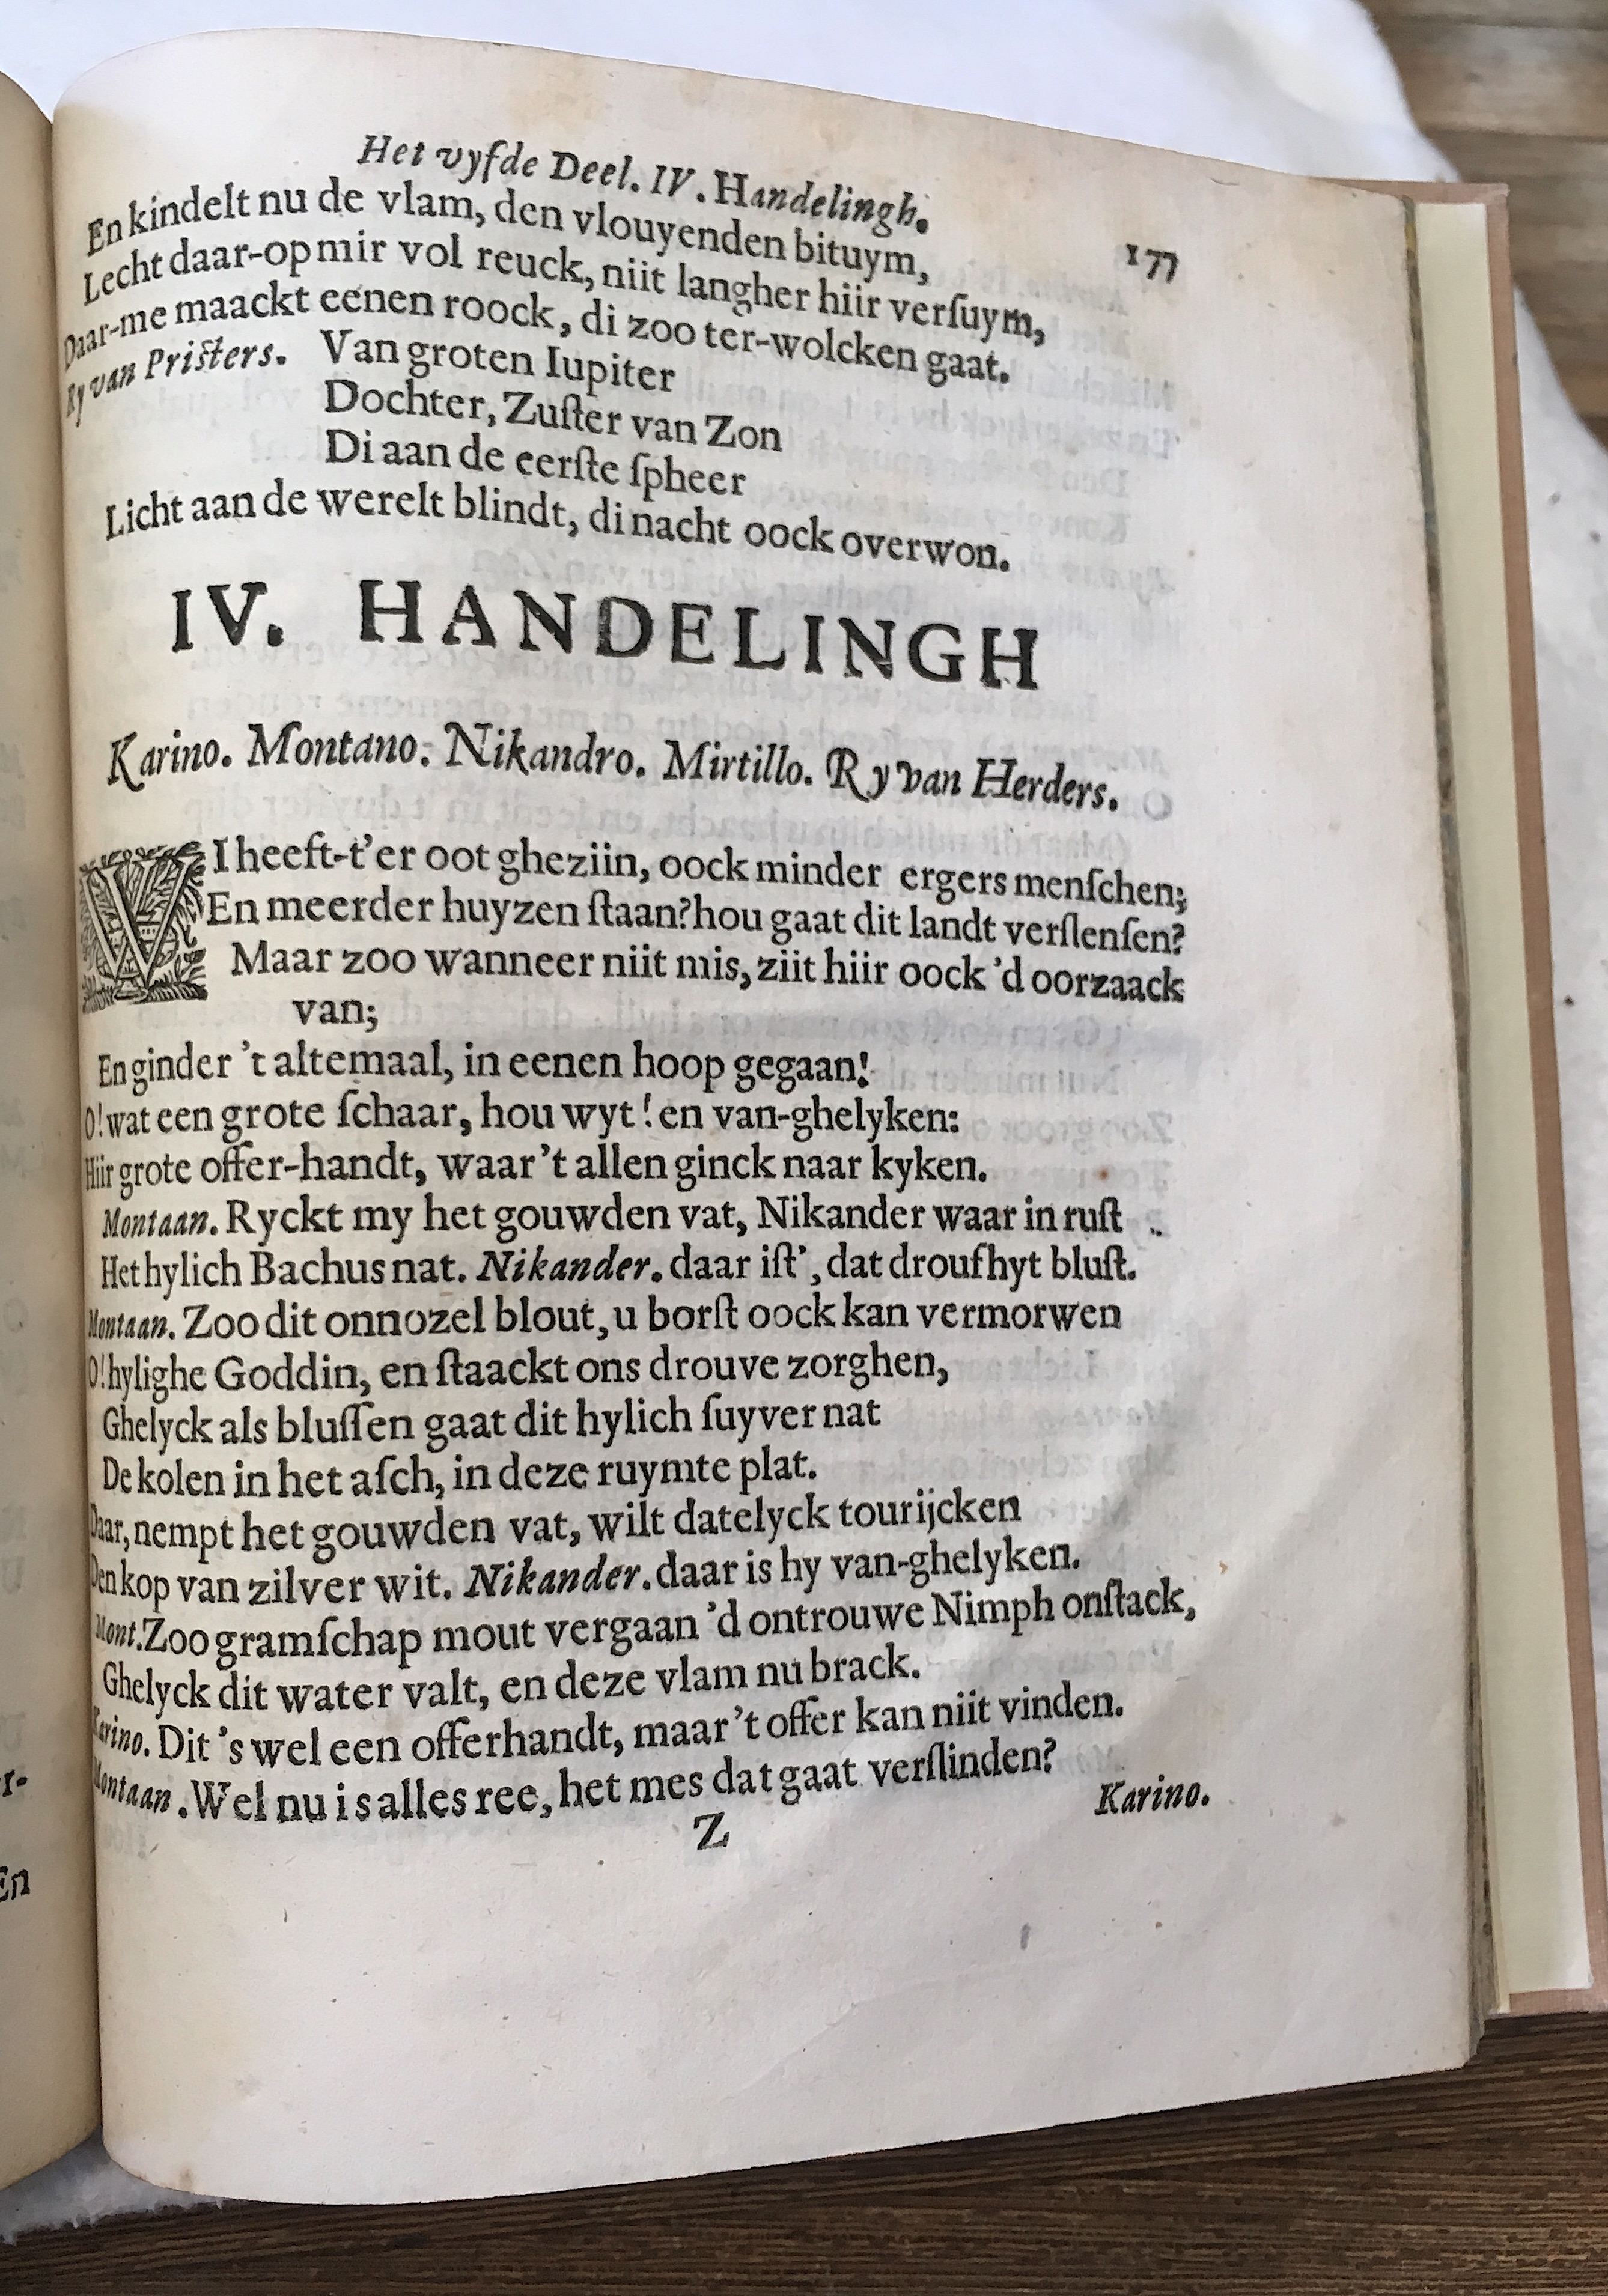 Het vyfde Deel. IV. Handelingh.
177
En kindelt nu de vlam, den vlouyenden bituym,
Lecht daar-op mir vol reuck, niit langher hiir verſuym,
Daar-me maackt eenen roock, di zoo ter-wolcken gaat.
Ry van Priſters. Van groten Iupiter
Dochter, Zuſter van Zon
Di aan de eerſte ſpheer
Licht aan de werelt blindt, di nacht oock overwon.
IV. HANDELINGH
Karino. Montano. Nikandro. Mirtillo. Ry van Herders.
VVI heeft-t'er oot gheziin, oock minder ergers menſchen;
En meerder huyzen ſtaan? hou gaat dit landt verſlenſen?
Maar zoo wanneer niit mis, ziit hiir oock 'd oorzaack
van;
En ginder 't altemaal, in eenen hoop gegaan!
O! wat een grote ſchaar, hou wyt! en van-ghelyken:
Hiir grote offer-handt, waar 't allen ginck naar kyken.
Montaan. Ryckt my het gouwden vat, Nikander waar in ruſt
Het hylich Bachus nat. Nikander. daar iſt', dat droufhyt bluſt.
Montaan. Zoo dit onnozel blout, u borſt oock kan vermorwen
O! hylighe Goddin, en ſtaackt ons drouve zorghen,
Ghelyck als bluſſen gaat dit hylich ſuyver nat
De kolen in het aſch, in deze ruymte plat.
Daar, nempt het gouwden vat, wilt datelyck tourijcken
Den kop van zilver wit. Nikander. daar is hy van-ghelyken.
Mont. Zoo gramſchap mout vergaan 'd ontrouwe Nimph onſtack,
Ghelyck dit water valt, en deze vlam nu brack.
Karino. Dit 's wel een offerhandt, maar 't offer kan niit vinden.
Montaan. Wel nu is alles ree, het mes dat gaat verſlinden?
Z
Karino.
r-
En